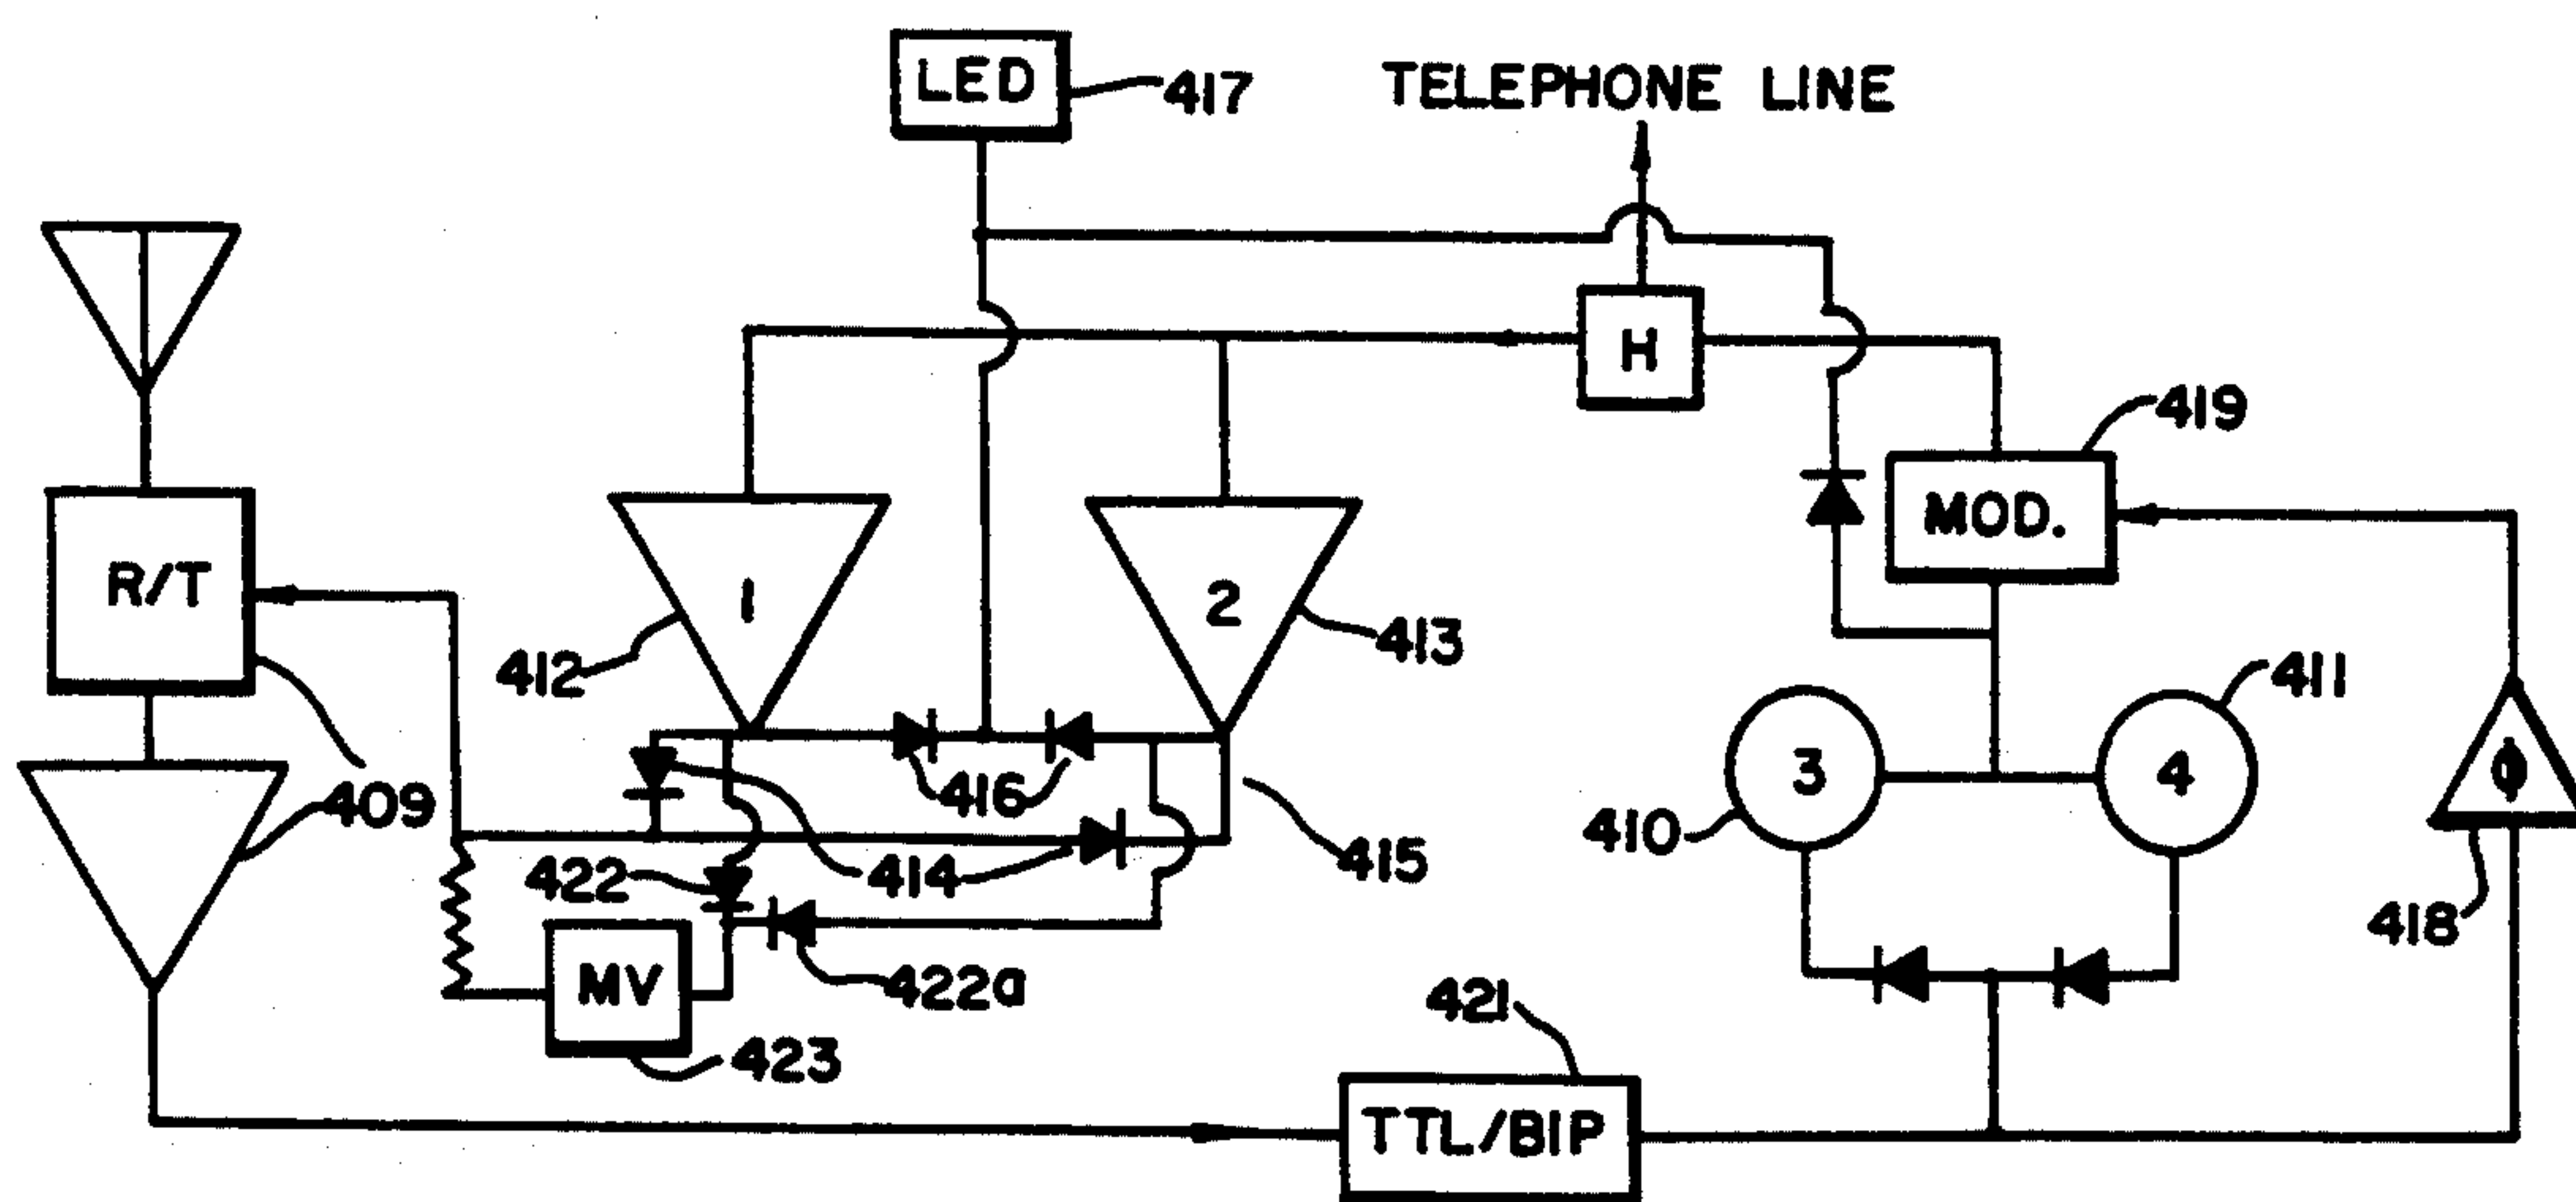 LED
417
TELEPHONE LINE
H
419
MOD.
R/T
1
2
412
413
411
3
4
ϕ
416
409
410
415
422
414
418
MV
422a
421
423
TTL/BIP